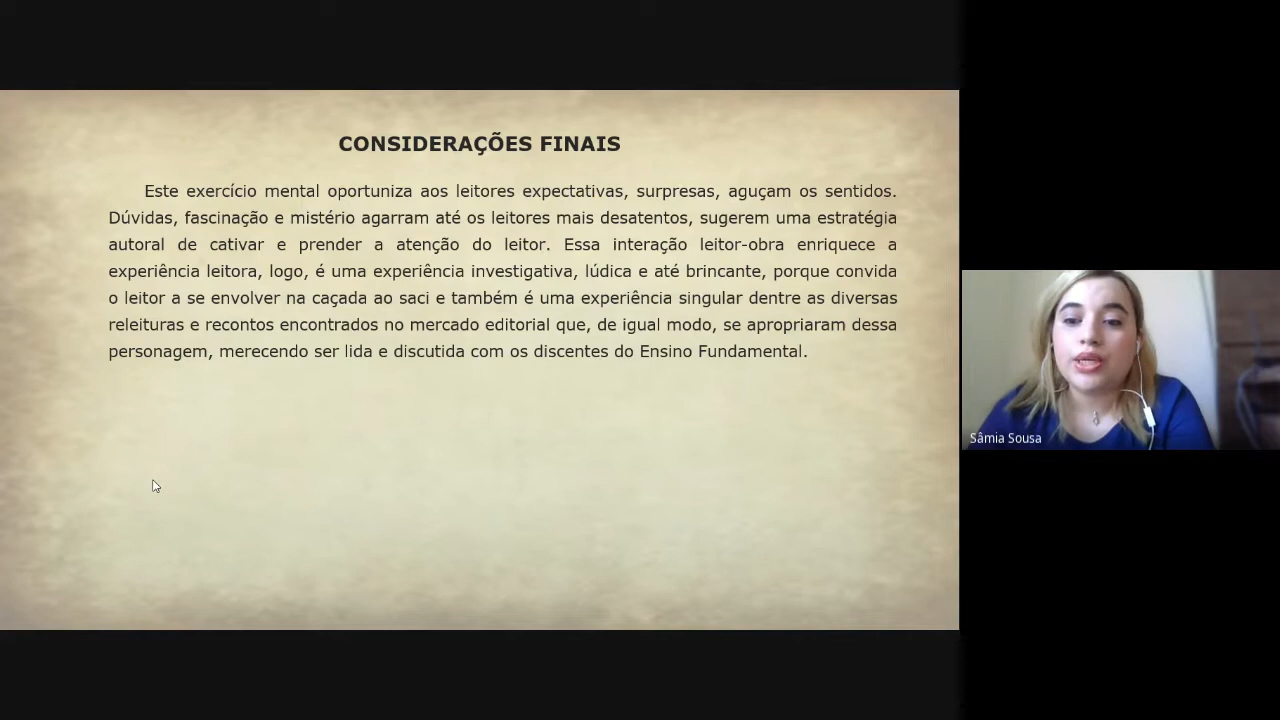 CONSIDERAÇÕES FINAIS
Este exercício mental oportuniza aos leitores expectativas, surpresas, aguçam os sentidos.
Dúvidas, fascinação e mistério agarram até os leitores mais desatentos, sugerem uma estratégia
autoral de cativar e prender a atenção do leitor. Essa interação leitor-obra enriquece a
experiência leitora, logo, é uma experiência investigativa, lúdica e até brincante, porque convida
o leitor a se envolver na caçada ao saci e também é uma experiência singular dentre as diversas
releituras e recontos encontrados no mercado editorial que, de igual modo, se apropriaram dessa
personagem, merecendo ser lida e discutida com os discentes do Ensino Fundamental.
Sâmia Sousa